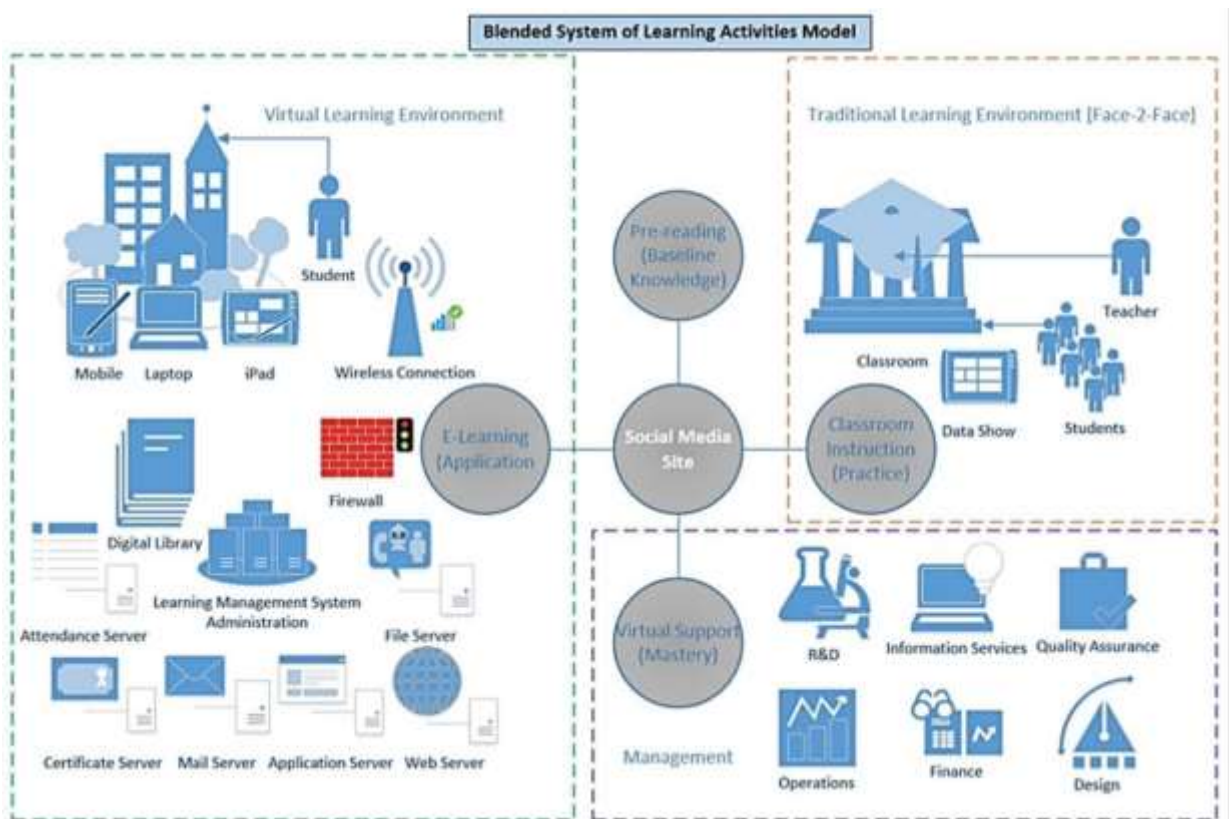 Blended System of Learning Activities Model
Virtual Learning Environment
Student
Mobile
Laptop
iPad
Wireless Connection
E-Learning
(Application
Firewall
Digital Library
Learning Management System
Administration
Attendance Server
File Server
Certificate Server
Mail Server
Application Server
Web Server
Pre-reading
(Baseline
Knowledge)
Social Media
Site
Traditional Learning Environment [Face-2-Face]
Teacher
Classroom
Data Show
Students
Classroom
Instruction
(Practice)
Virtual Support
(Mastery)
Management
R&D
Information Services
Quality Assurance
Operations
Finance
Design